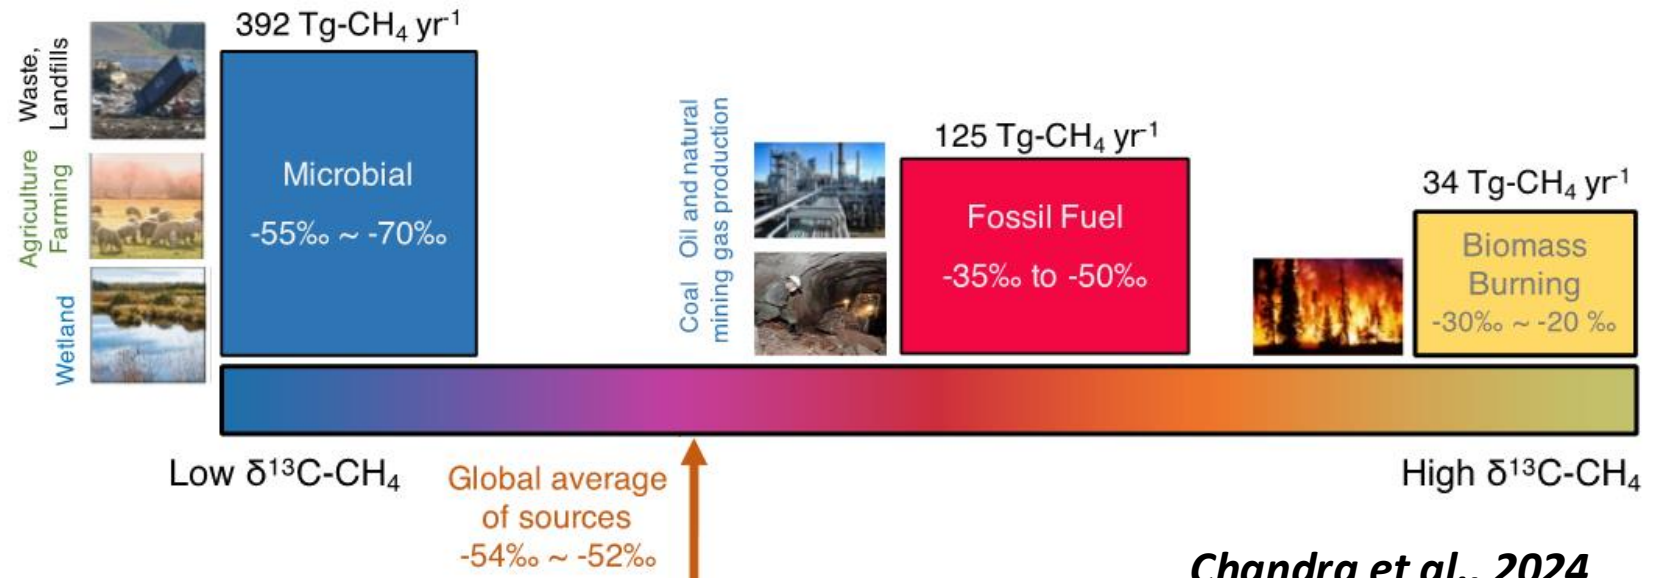 392 Tg-CH₄ yr⁻¹
Waste,
Landfills
Agriculture
Farming
Wetland
Microbial
-55‰ ~ -70‰
Coal Oil and natural
mining gas production
125 Tg-CH₄ yr⁻¹
Fossil Fuel
-35‰ to -50‰
34 Tg-CH₄ yr⁻¹
Biomass
Burning
-30‰ ~ -20 ‰
Low δ¹³C-CH₄
High δ¹³C-CH₄
Global average
of sources
-54‰ ~ -52‰
Chandra et al., 2024